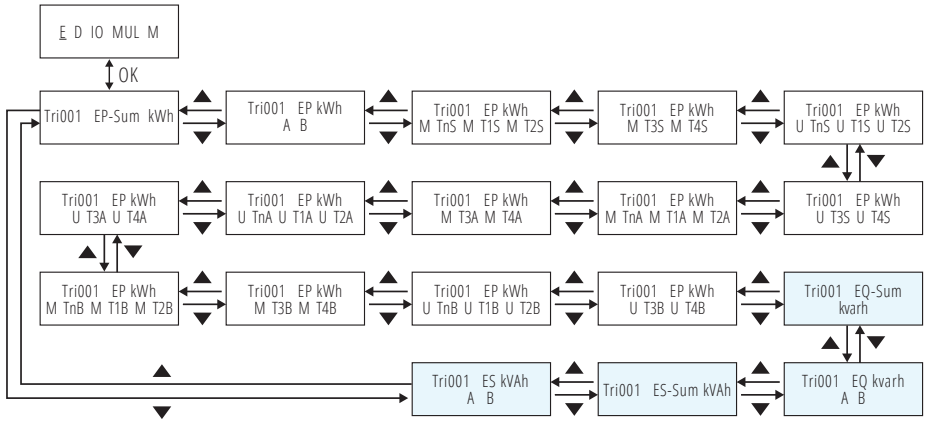 E D IO MUL M
OK
Tri001 EP-Sum kWh
Tri001 EP kWh
A B
Tri001 EP kWh
M TnS M T1S M T2S
Tri001 EP kWh
M T3S M T4S
Tri001 EP kWh
U TnS U T1S U T2S
Tri001 EP kWh
U T3A U T4A
Tri001 EP kWh
U TnA U T1A U T2A
Tri001 EP kWh
M T3A M T4A
Tri001 EP kWh
M TnA M T1A M T2A
Tri001 EP kWh
U T3S U T4S
Tri001 EP kWh
M TnB M T1B M T2B
Tri001 EP kWh
M T3B M T4B
Tri001 EP kWh
U TnB U T1B U T2B
Tri001 EP kWh
U T3B U T4B
Tri001 EQ-Sum
kvarh
Tri001 ES kVAh
A B
Tri001 ES-Sum kVAh
Tri001 EQ kvarh
A B